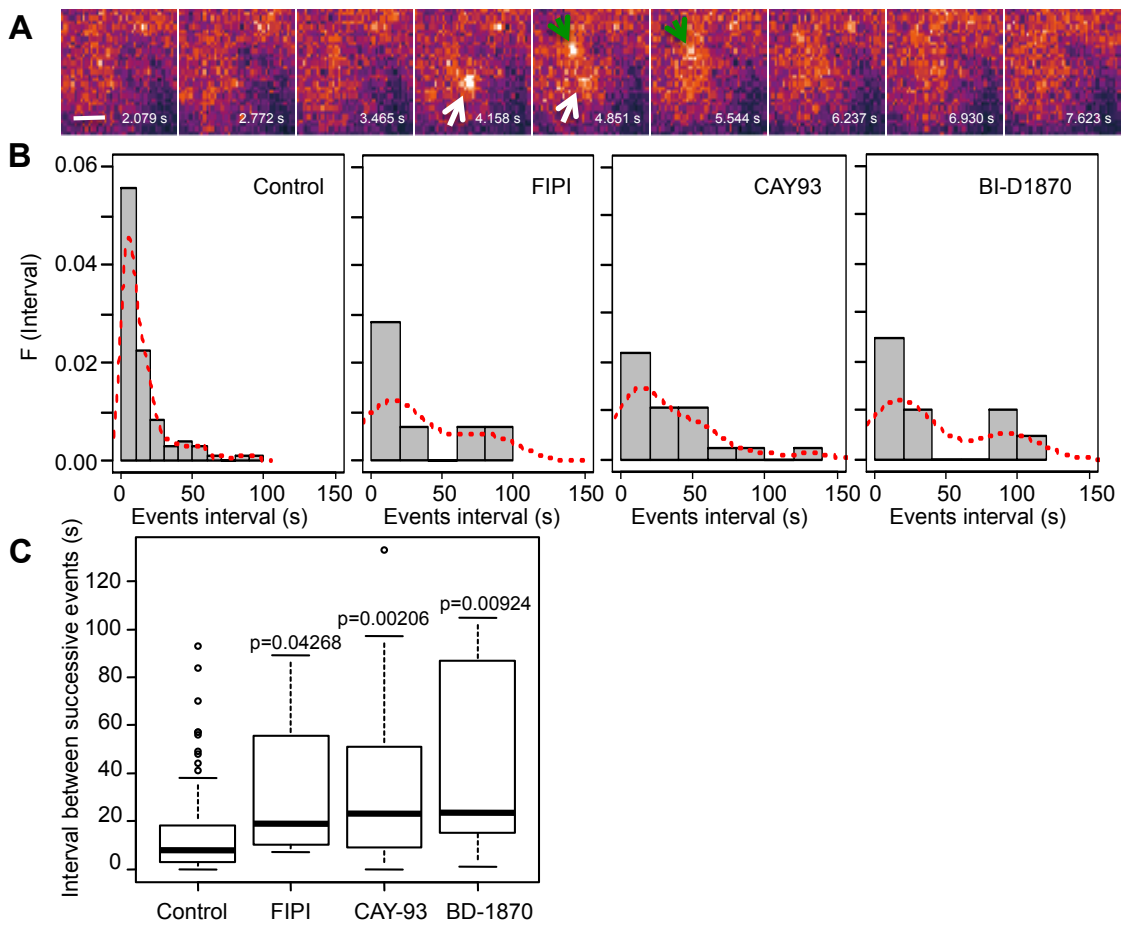 A
2.079 s 2.772 s 3.465 s 4.158 s 4.851 s 5.544 s 6.237 s 6.930 s 7.623 s
B
F (Interval)
0.06
0.04
0.02
0.00
Control FIPI CAY93 BI-D1870
0 50 100 150 0 50 100 150 0 50 100 150 0 50 100 150
Events interval (s) Events interval (s) Events interval (s) Events interval (s)
C
Interval between successive events (s)
120
100
80
60
40
20
0
p=0.04268 p=0.00206 p=0.00924
Control FIPI CAY-93 BD-1870